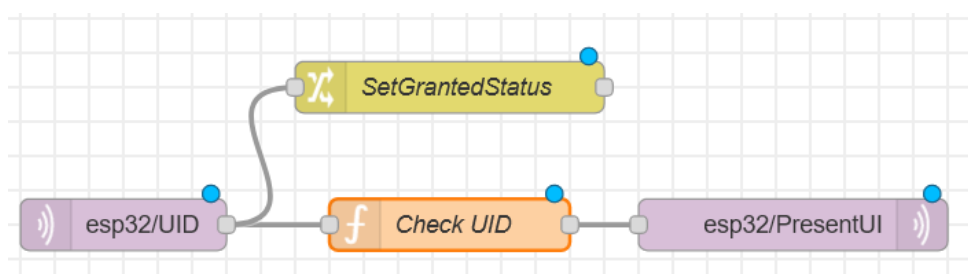 SetGrantedStatus
esp32/UID
Check UID
esp32/PresentUI